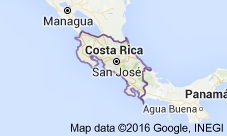 Managua
Costa Rica
San José
Panamá
Agua Buena
Map data ©2016 Google, INEGI